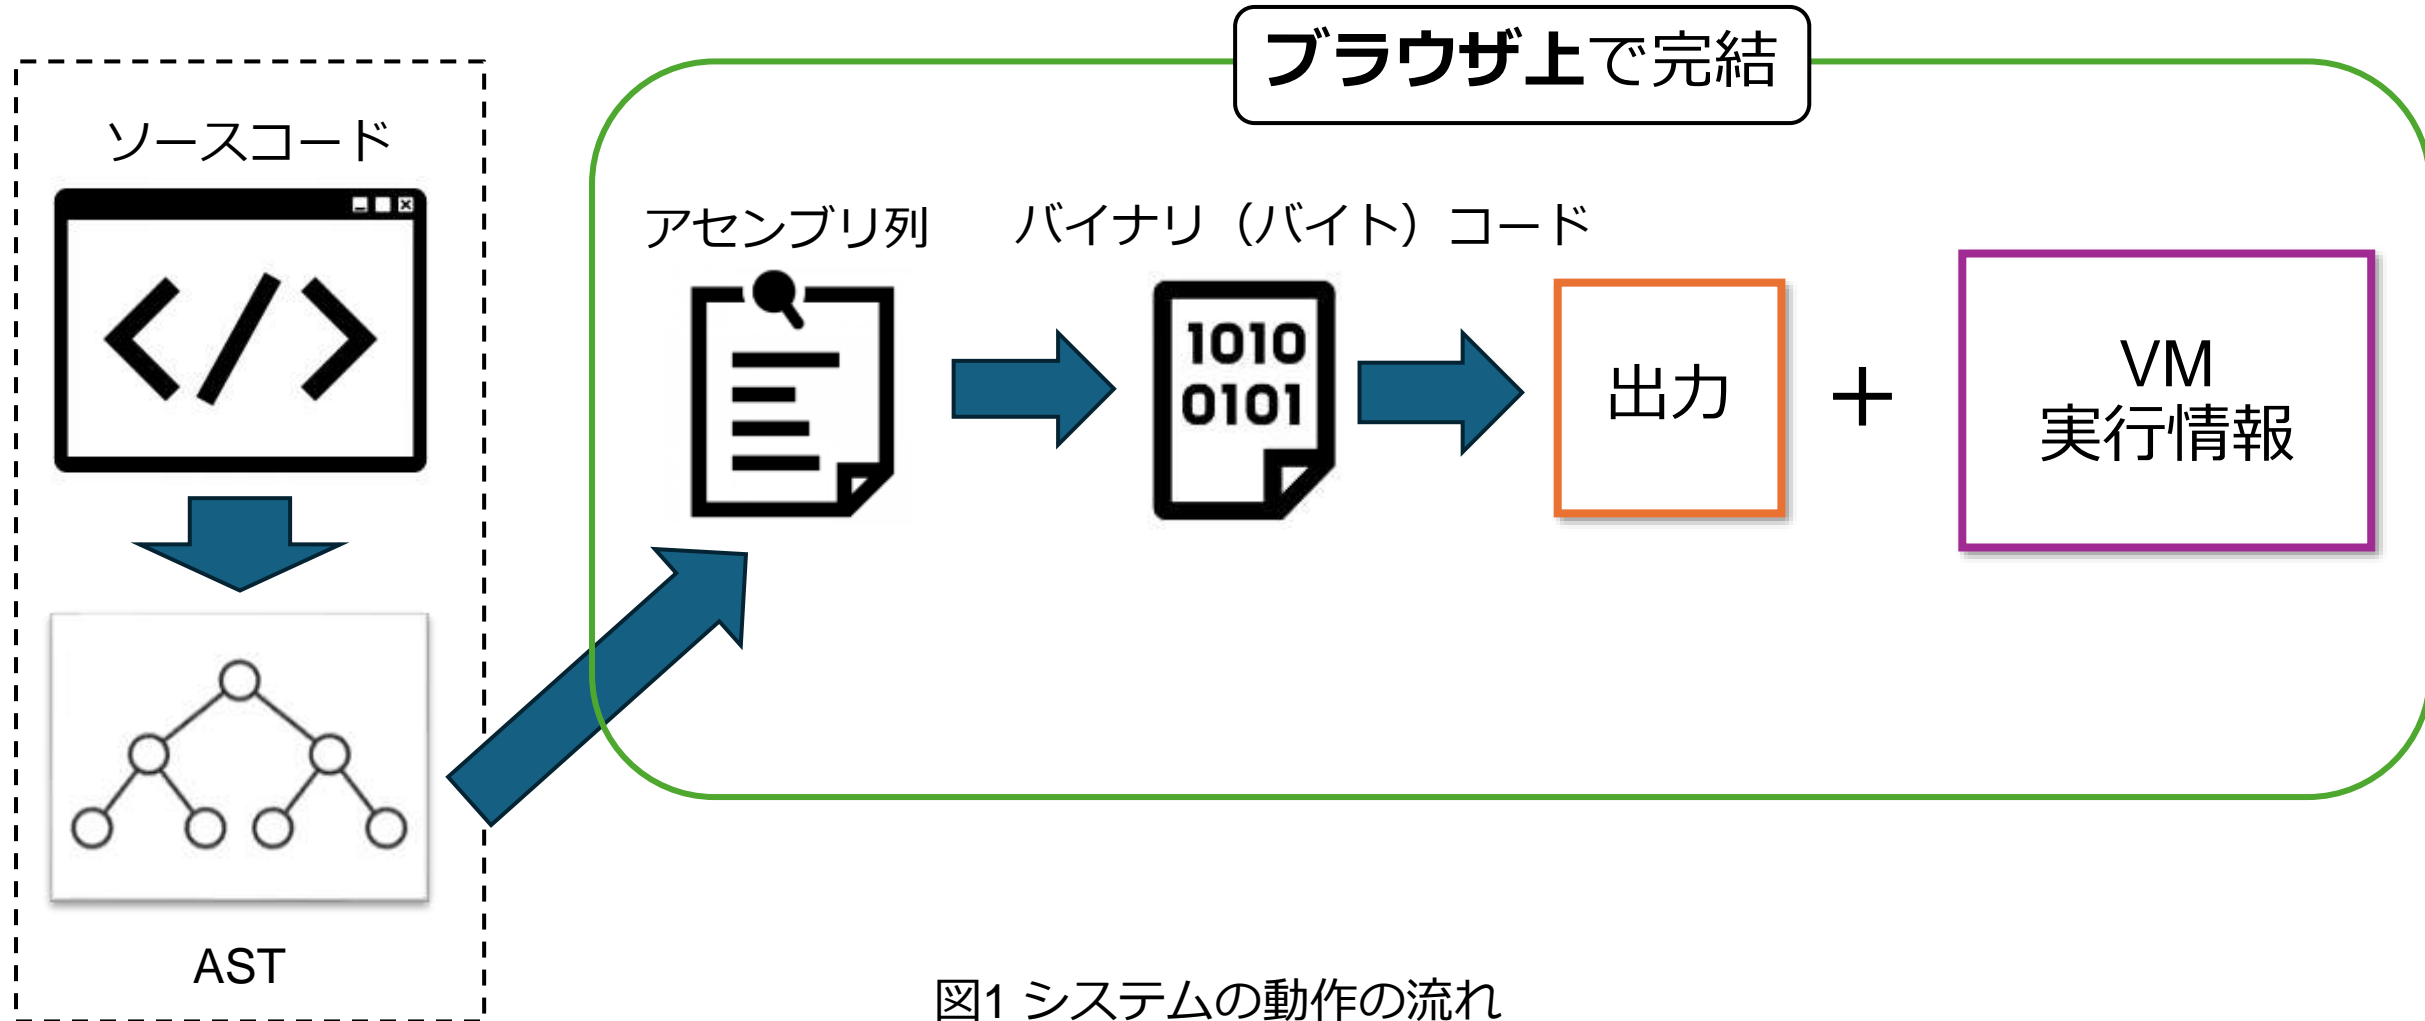 ブラウザ上で完結
ソースコード
AST
アセンブリ列
バイナリ（バイト）コード
1010
0101
出力
+
VM
実行情報
図1 システムの動作の流れ